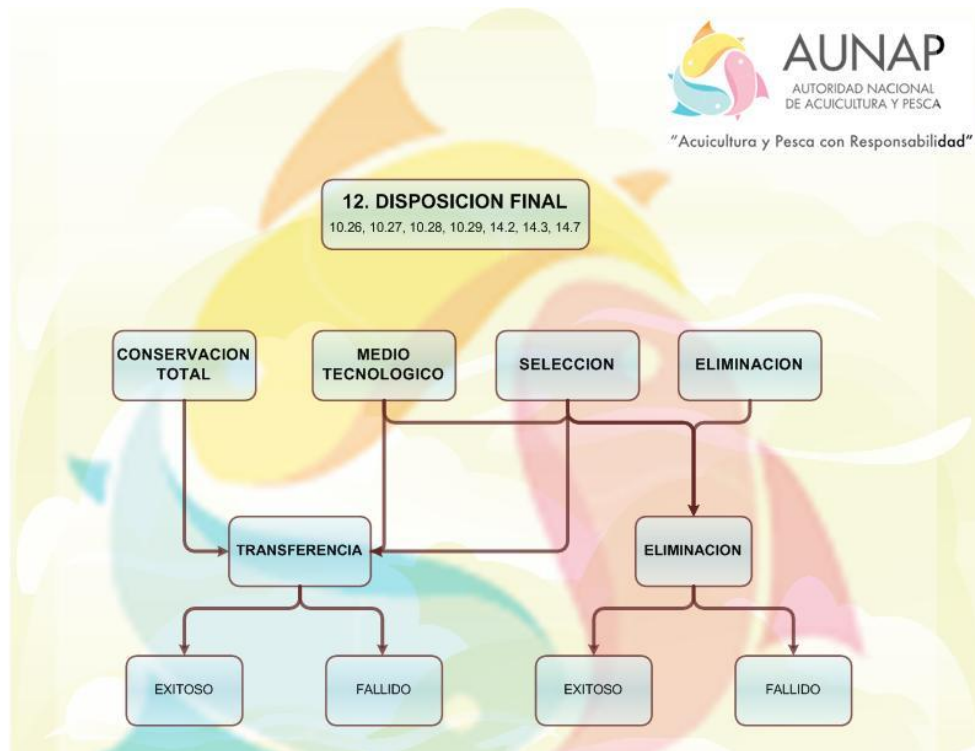 AUNAP
AUTORIDAD NACIONAL
DE ACUICULTURA Y PESCA
"Acuicultura y Pesca con Responsabilidad"
12. DISPOSICION FINAL
10.26, 10.27, 10.28, 10.29, 14.2, 14.3, 14.7
CONSERVACION
TOTAL
MEDIO
TECNOLOGICO
SELECCION
ELIMINACION
TRANSFERENCIA
ELIMINACION
EXITOSO
FALLIDO
EXITOSO
FALLIDO